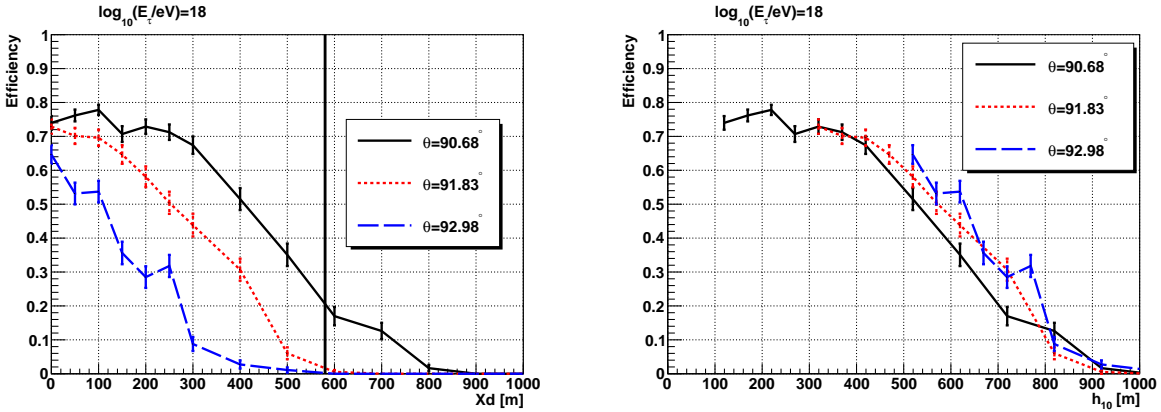 log10(Eτ/eV)=18
Efficiency
1
0.9
0.8
0.7
0.6
0.5
0.4
0.3
0.2
0.1
0
θ=90.68°
θ=91.83°
θ=92.98°
0 100 200 300 400 500 600 700 800 900 1000
Xd [m]
log10(Eτ/eV)=18
Efficiency
1
0.9
0.8
0.7
0.6
0.5
0.4
0.3
0.2
0.1
0
θ=90.68°
θ=91.83°
θ=92.98°
0 100 200 300 400 500 600 700 800 900 1000
h10 [m]